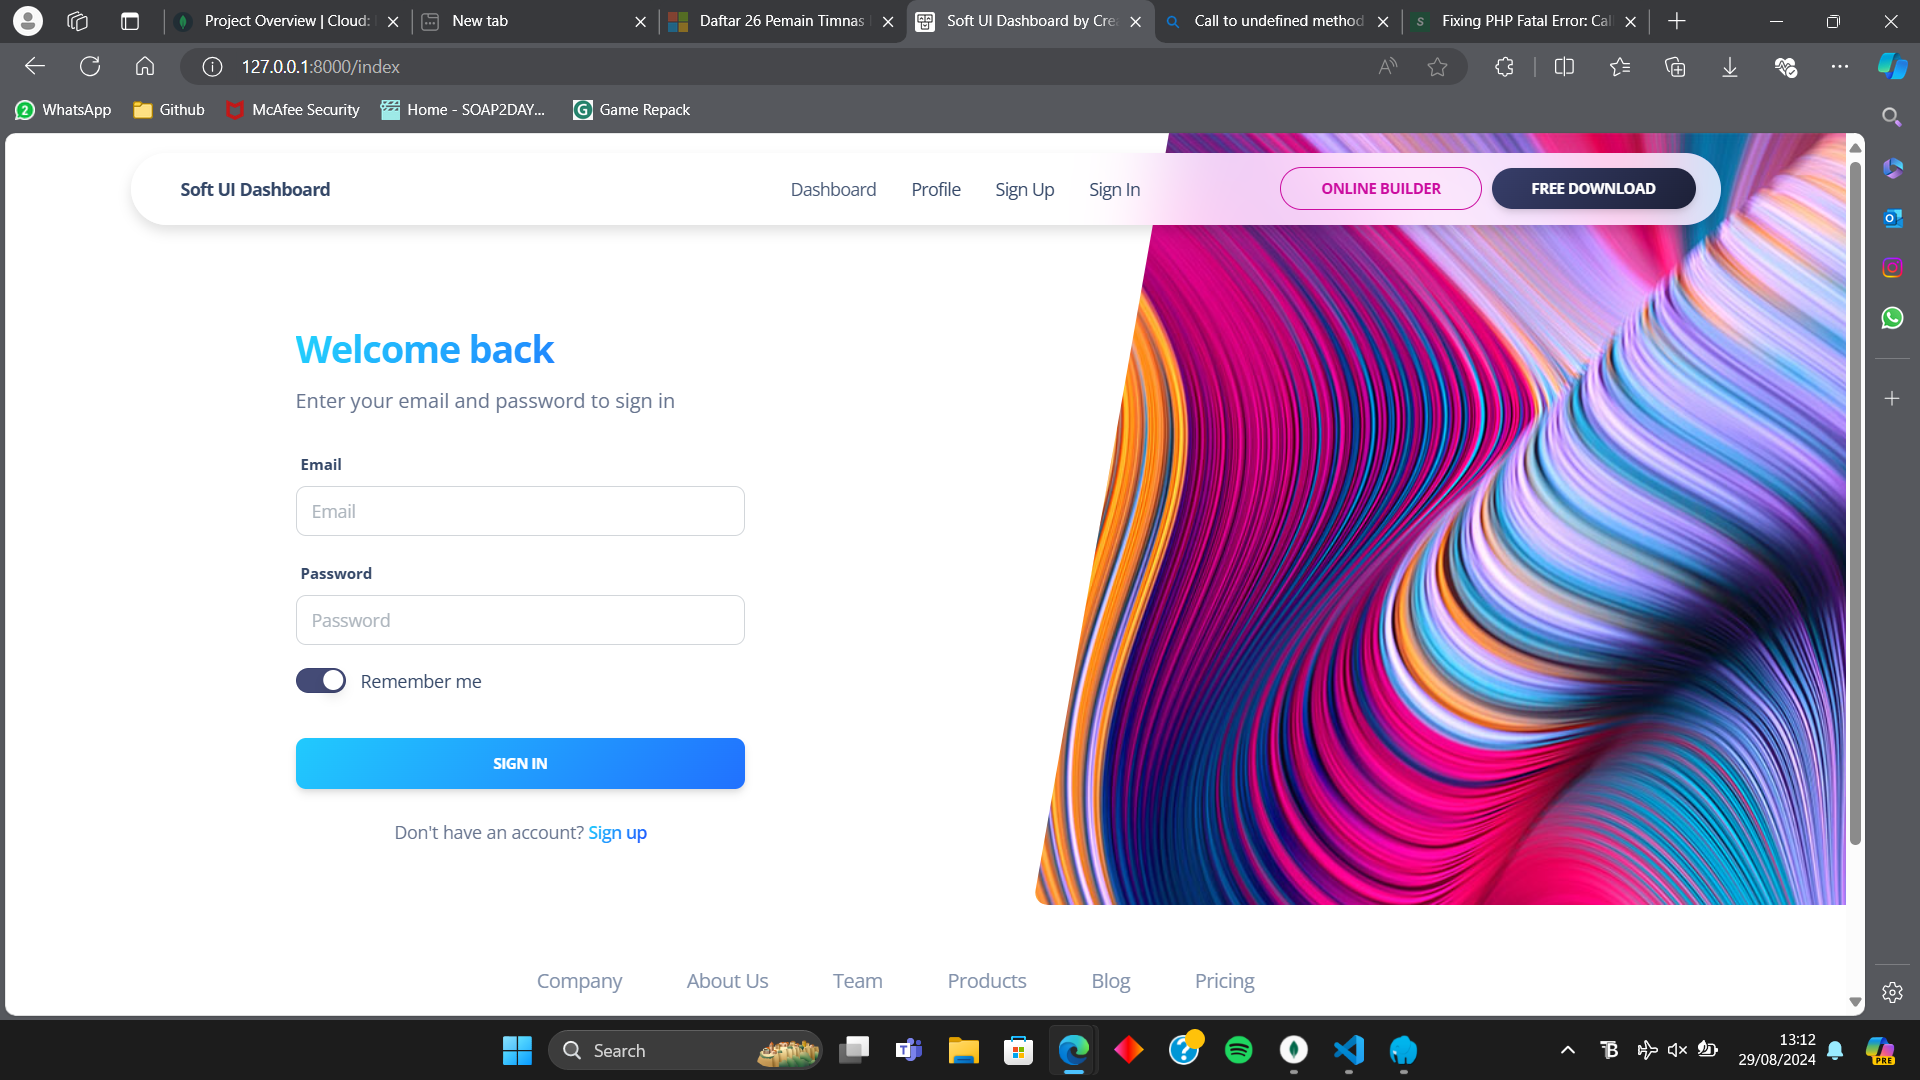 Project Overview | Cloud:
New tab
Daftar 26 Pemain Timnas
Soft UI Dashboard by Cre
Call to undefined method
Fixing PHP Fatal Error: Cal
127.0.0.1:8000/index
WhatsApp
Github
McAfee Security
Home - SOAP2DAY...
Game Repack
Soft UI Dashboard
Dashboard
Profile
Sign Up
Sign In
ONLINE BUILDER
FREE DOWNLOAD
Welcome back
Enter your email and password to sign in
Email
Email
Password
Password
Remember me
SIGN IN
Don't have an account? Sign up
Company
About Us
Team
Products
Blog
Pricing
Search
13:12
29/08/2024
PRE